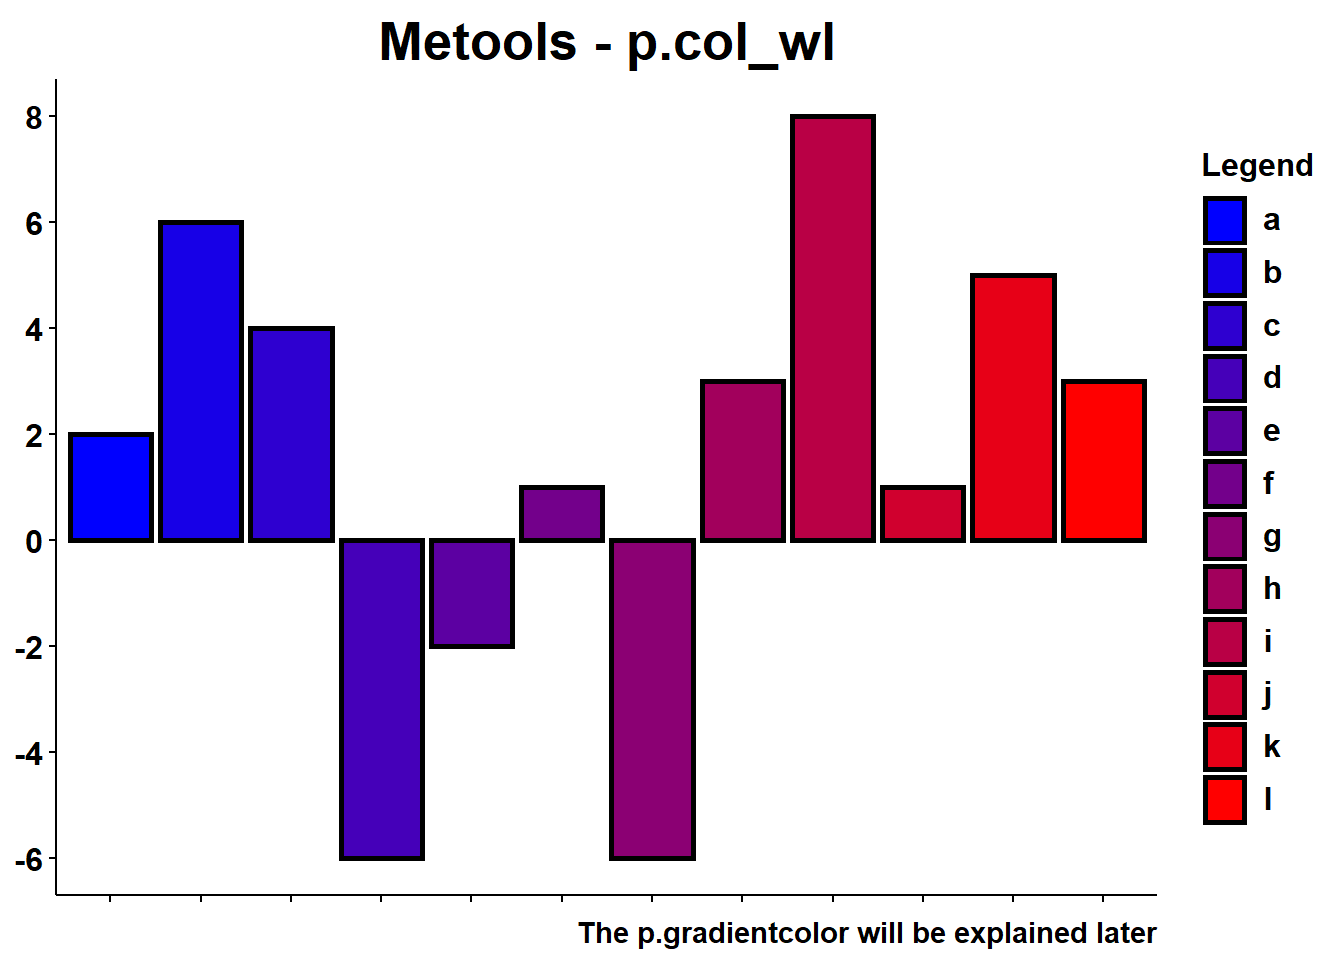 Metools - p.col_wl
8
6
4
2
0
-2
-4
-6
Legend
a
b
c
d
e
f
g
h
i
j
k
l
The p.gradientcolor will be explained later